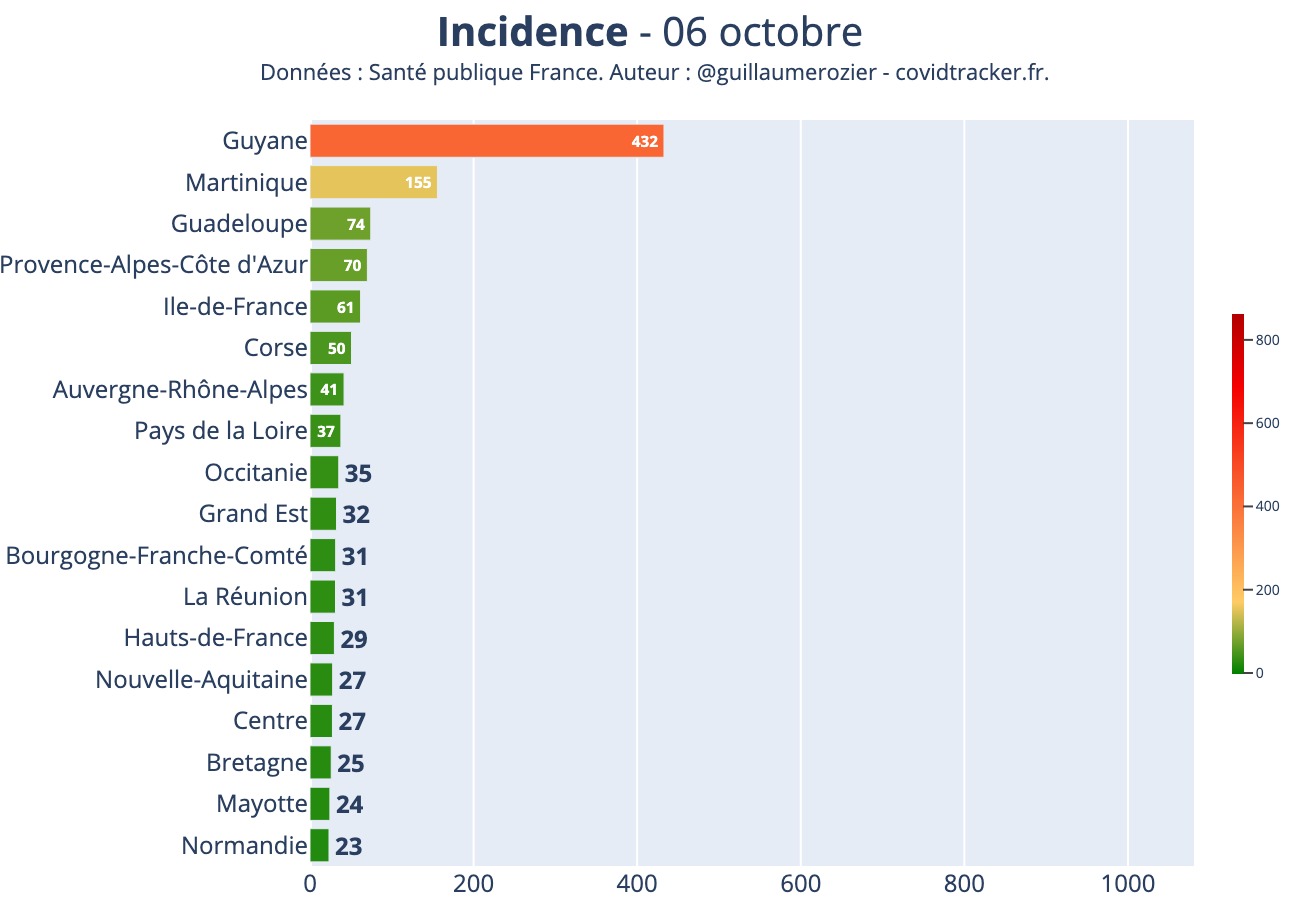 Incidence - 06 octobre
Données : Santé publique France. Auteur : @guillaumerozier - covidtracker.fr.
Guyane 432
Martinique 155
Guadeloupe 74
Provence-Alpes-Côte d'Azur 70
Ile-de-France 61
Corse 50
Auvergne-Rhône-Alpes 41
Pays de la Loire 37
Occitanie 35
Grand Est 32
Bourgogne-Franche-Comté 31
La Réunion 31
Hauts-de-France 29
Nouvelle-Aquitaine 27
Centre 27
Bretagne 25
Mayotte 24
Normandie 23
0 200 400 600 800 1000
800
600
400
200
0